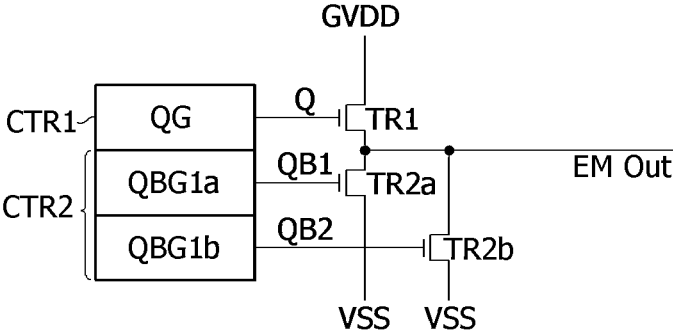 GVDD
CTR1
QG
Q
TR1
EM Out
CTR2
QBG1a
QB1
TR2a
QBG1b
QB2
TR2b
VSS
VSS